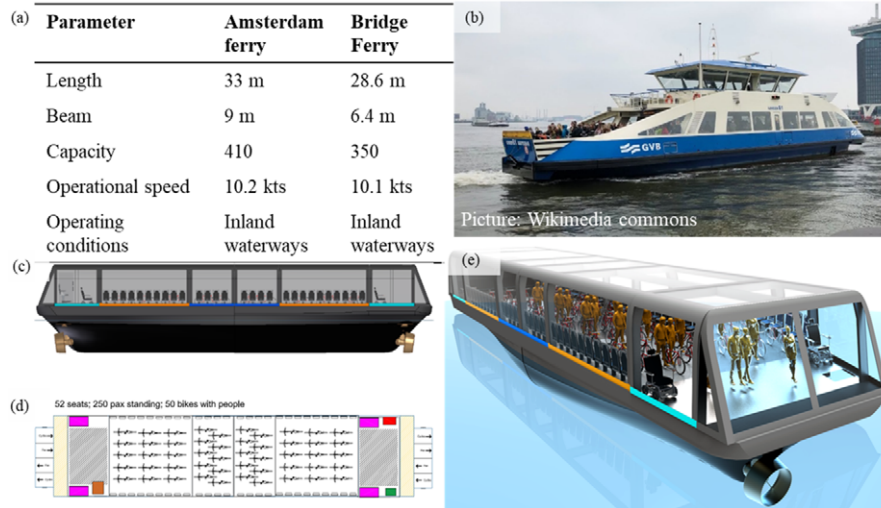 (a)
Parameter Amsterdam ferry Bridge Ferry
Length 33 m 28.6 m
Beam 9 m 6.4 m
Capacity 410 350
Operational speed 10.2 kts 10.1 kts
Operating conditions Inland waterways Inland waterways
(b)
GVB
Picture: Wikimedia commons
(c)
(d)
52 seats; 250 pax standing; 50 bikes with people
(e)